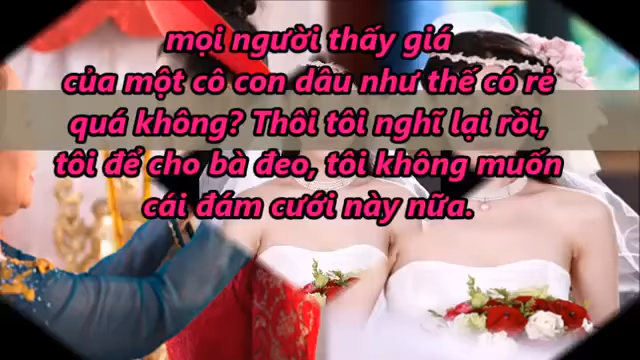 mọi người thấy giá
của một cô con dâu như thế có rẻ
quá không? Thôi tôi nghĩ lại rồi,
tôi để cho bà đeo, tôi không muốn
cái đám cưới này nữa.